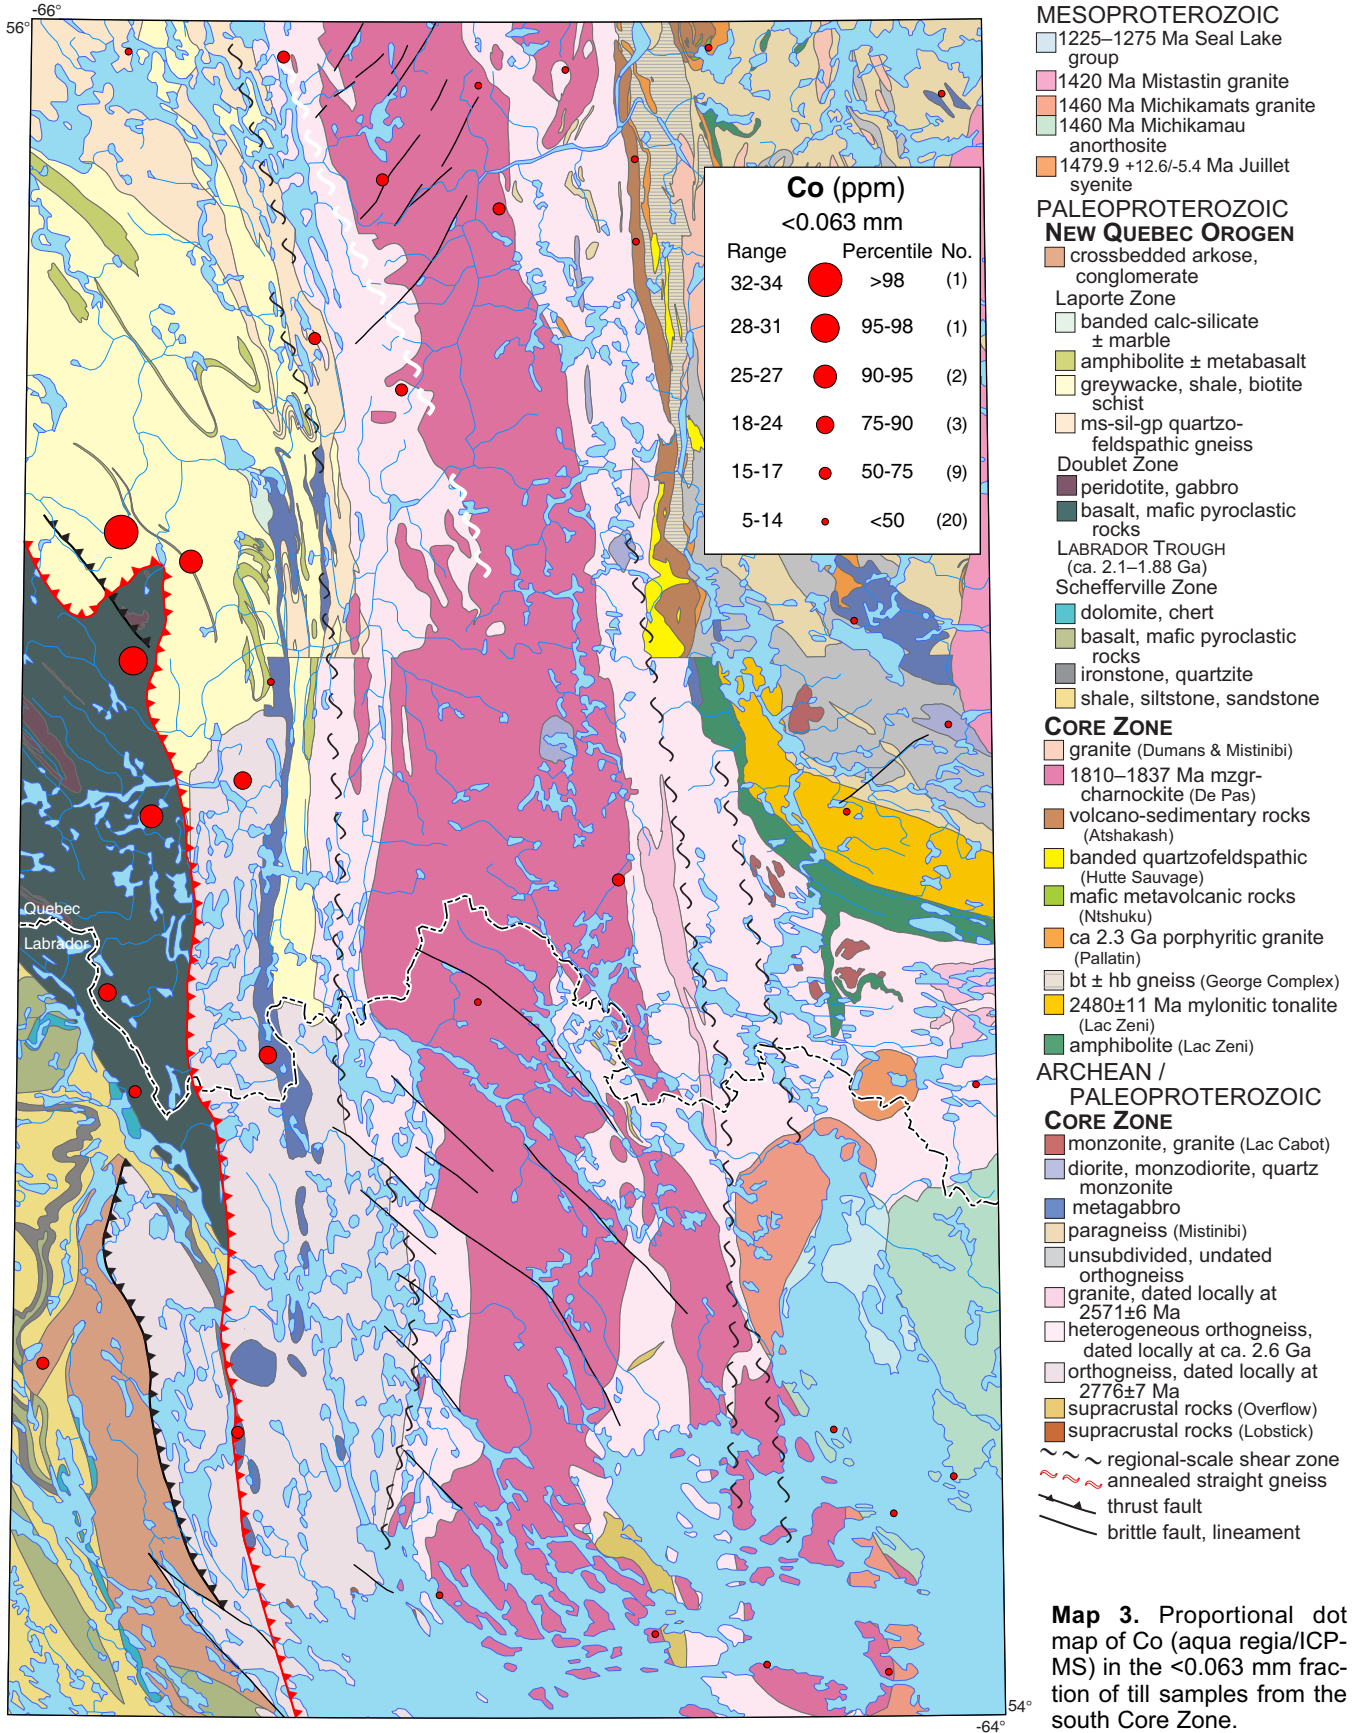 -66°
56°
Quebec
Labrador
54°
-64°
Co (ppm)
<0.063 mm
Range Percentile No.
32-34 >98 (1)
28-31 95-98 (1)
25-27 90-95 (2)
18-24 75-90 (3)
15-17 50-75 (9)
5-14 <50 (20)
MESOPROTEROZOIC
1225–1275 Ma Seal Lake
group
1420 Ma Mistastin granite
1460 Ma Michikamats granite
1460 Ma Michikamau
anorthosite
1479.9 +12.6/-5.4 Ma Juillet
syenite
PALEOPROTEROZOIC
NEW QUEBEC OROGEN
crossbedded arkose,
conglomerate
Laporte Zone
banded calc-silicate
± marble
amphibolite ± metabasalt
greywacke, shale, biotite
schist
ms-sil-gp quartzo-
feldspathic gneiss
Doublet Zone
peridotite, gabbro
basalt, mafic pyroclastic
rocks
LABRADOR TROUGH
(ca. 2.1–1.88 Ga)
Schefferville Zone
dolomite, chert
basalt, mafic pyroclastic
rocks
ironstone, quartzite
shale, siltstone, sandstone
CORE ZONE
granite (Dumans & Mistinibi)
1810–1837 Ma mzgr-
charnockite (De Pas)
volcano-sedimentary rocks
(Atshakash)
banded quartzofeldspathic
(Hutte Sauvage)
mafic metavolcanic rocks
(Ntshuku)
ca 2.3 Ga porphyritic granite
(Pallatin)
bt ± hb gneiss (George Complex)
2480±11 Ma mylonitic tonalite
(Lac Zeni)
amphibolite (Lac Zeni)
ARCHEAN /
PALEOPROTEROZOIC
CORE ZONE
monzonite, granite (Lac Cabot)
diorite, monzodiorite, quartz
monzonite
metagabbro
paragneiss (Mistinibi)
unsubdivided, undated
orthogneiss
granite, dated locally at
2571±6 Ma
heterogeneous orthogneiss,
dated locally at ca. 2.6 Ga
orthogneiss, dated locally at
2776±7 Ma
supracrustal rocks (Overflow)
supracrustal rocks (Lobstick)
regional-scale shear zone
annealed straight gneiss
thrust fault
brittle fault, lineament
Map 3. Proportional dot
map of Co (aqua regia/ICP-
MS) in the <0.063 mm frac-
tion of till samples from the
south Core Zone.